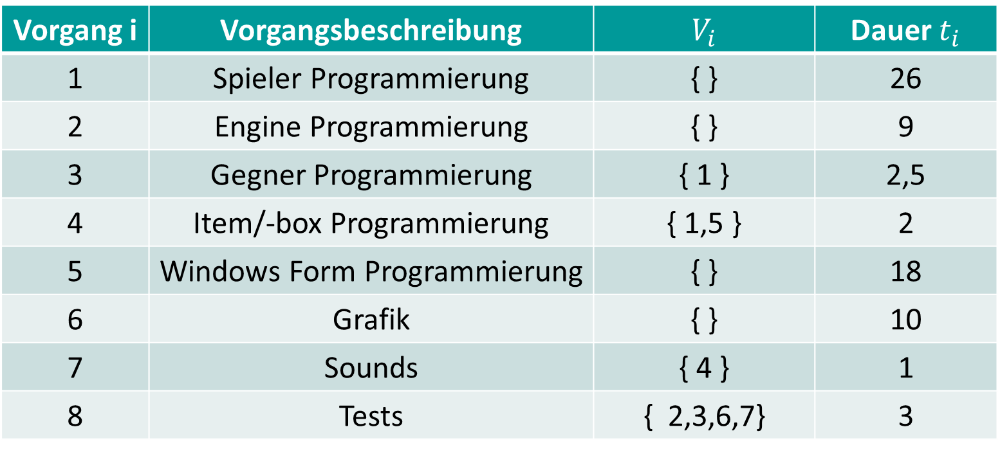 Vorgang i Vorgangsbeschreibung V_i Dauer t_i
1 Spieler Programmierung { } 26
2 Engine Programmierung { } 9
3 Gegner Programmierung { 1 } 2,5
4 Item/-box Programmierung { 1,5 } 2
5 Windows Form Programmierung { } 18
6 Grafik { } 10
7 Sounds { 4 } 1
8 Tests {  2,3,6,7} 3